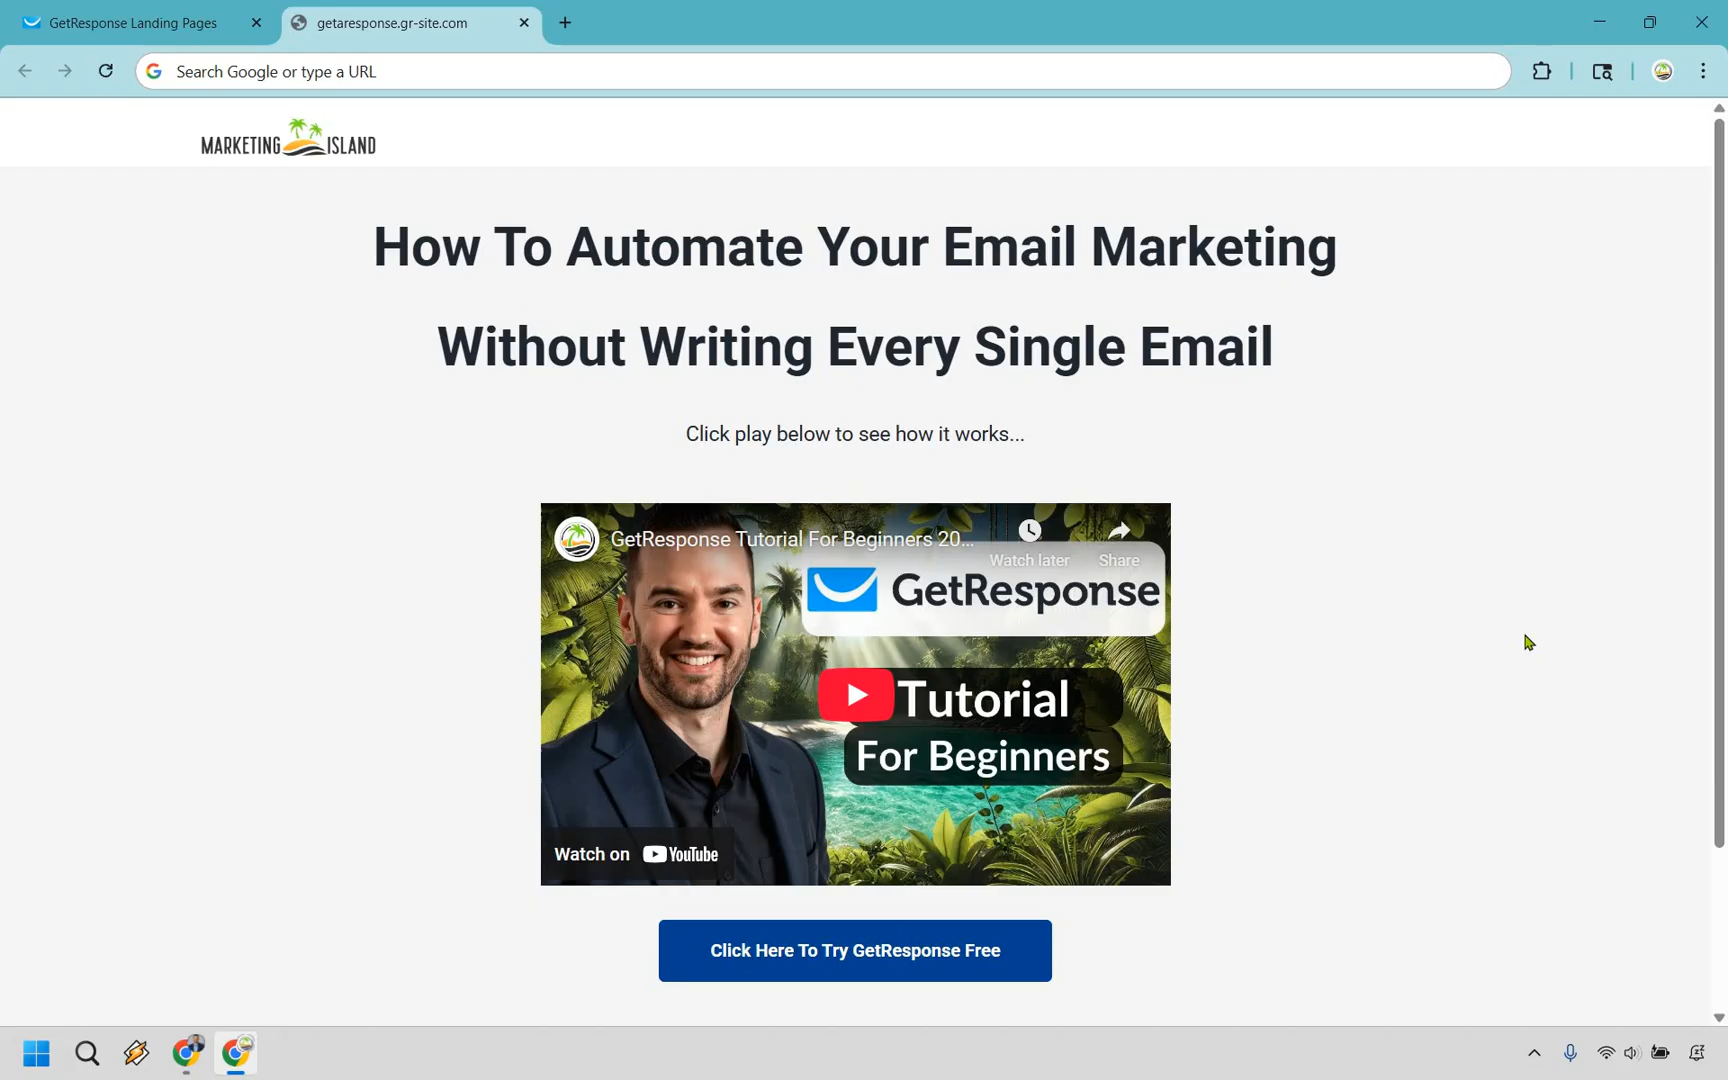 GetResponse Landing Pages
getaresponse.gr-site.com
Search Google or type a URL
MARKETING ISLAND
How To Automate Your Email Marketing
Without Writing Every Single Email
Click play below to see how it works...
GetResponse Tutorial For Beginners 20...
Watch later
Share
GetResponse
Tutorial
For Beginners
Watch on YouTube
Click Here To Try GetResponse Free